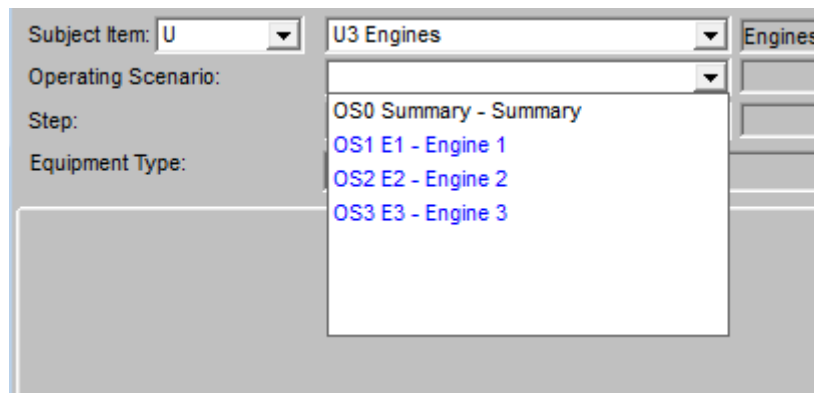 Subject Item: U U3 Engines Engines
Operating Scenario:
OS0 Summary - Summary
Step:
OS1 E1 - Engine 1
Equipment Type:
OS2 E2 - Engine 2
OS3 E3 - Engine 3